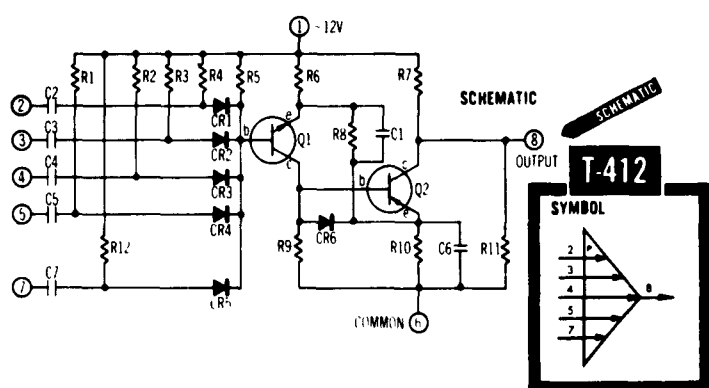 1 -12V
R1 R2 R3 R4 R5 R6 R7
SCHEMATIC
SCHEMATIC
2 C2
CR1
3 C3
b e Q1 c
CR2
R8 C1
8
OUTPUT
4 C4
CR3
b c Q2 e
5 C5
CR4
R12
R9 CR6 R10 C6 R11
7 C7
CR5
COMMON 6
T-412
SYMBOL
2 P
3
4 8
5
7